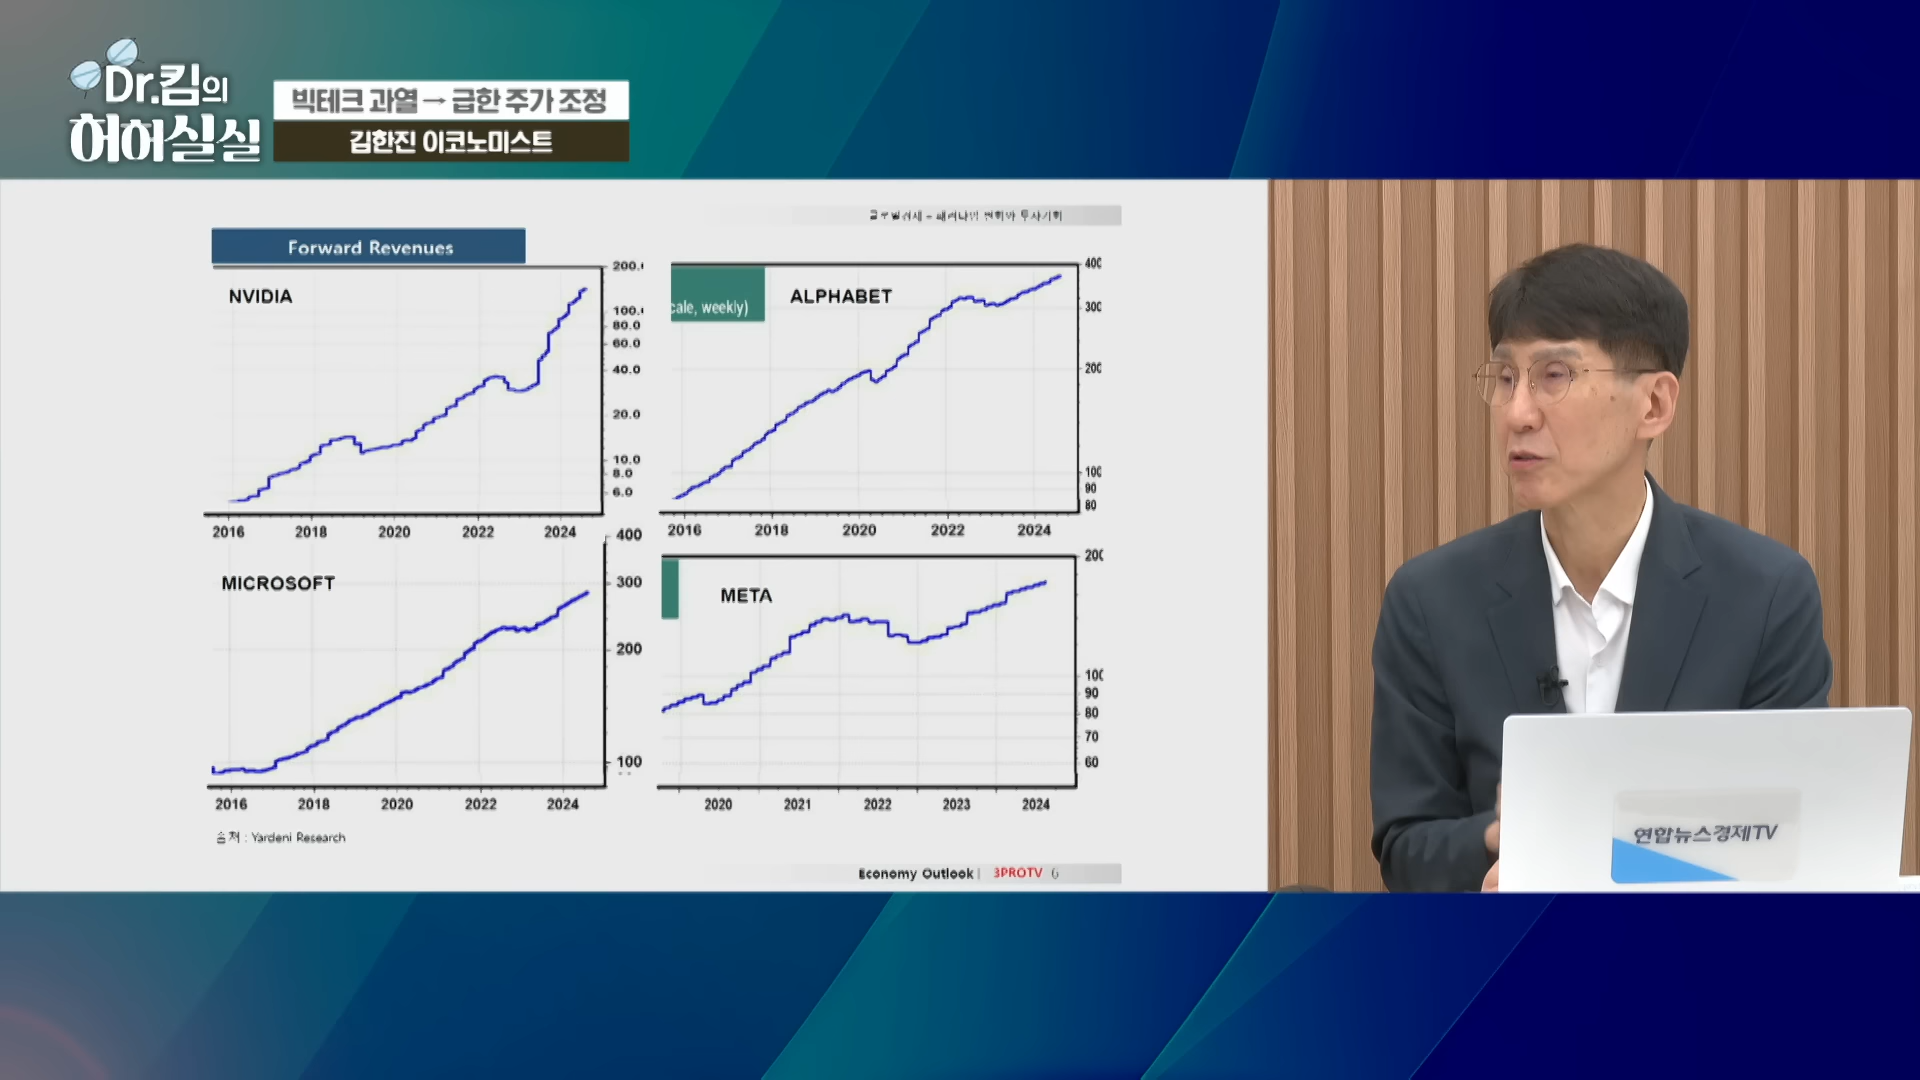 Dr.킴의
허허실실
빅테크 과열 → 급한 주가 조정
김한진 이코노미스트
Forward Revenues
NVIDIA
200.
100.
80.0
60.0
40.0
20.0
10.0
8.0
6.0
2016 2018 2020 2022 2024
cale, weekly)
ALPHABET
400
300
200
100
90
80
2016 2018 2020 2022 2024
MICROSOFT
400
300
200
100
2016 2018 2020 2022 2024
META
200
100
90
80
70
60
2020 2021 2022 2023 2024
출처 : Yardeni Research
Economy Outlook | 3PROTV 6
연합뉴스경제TV